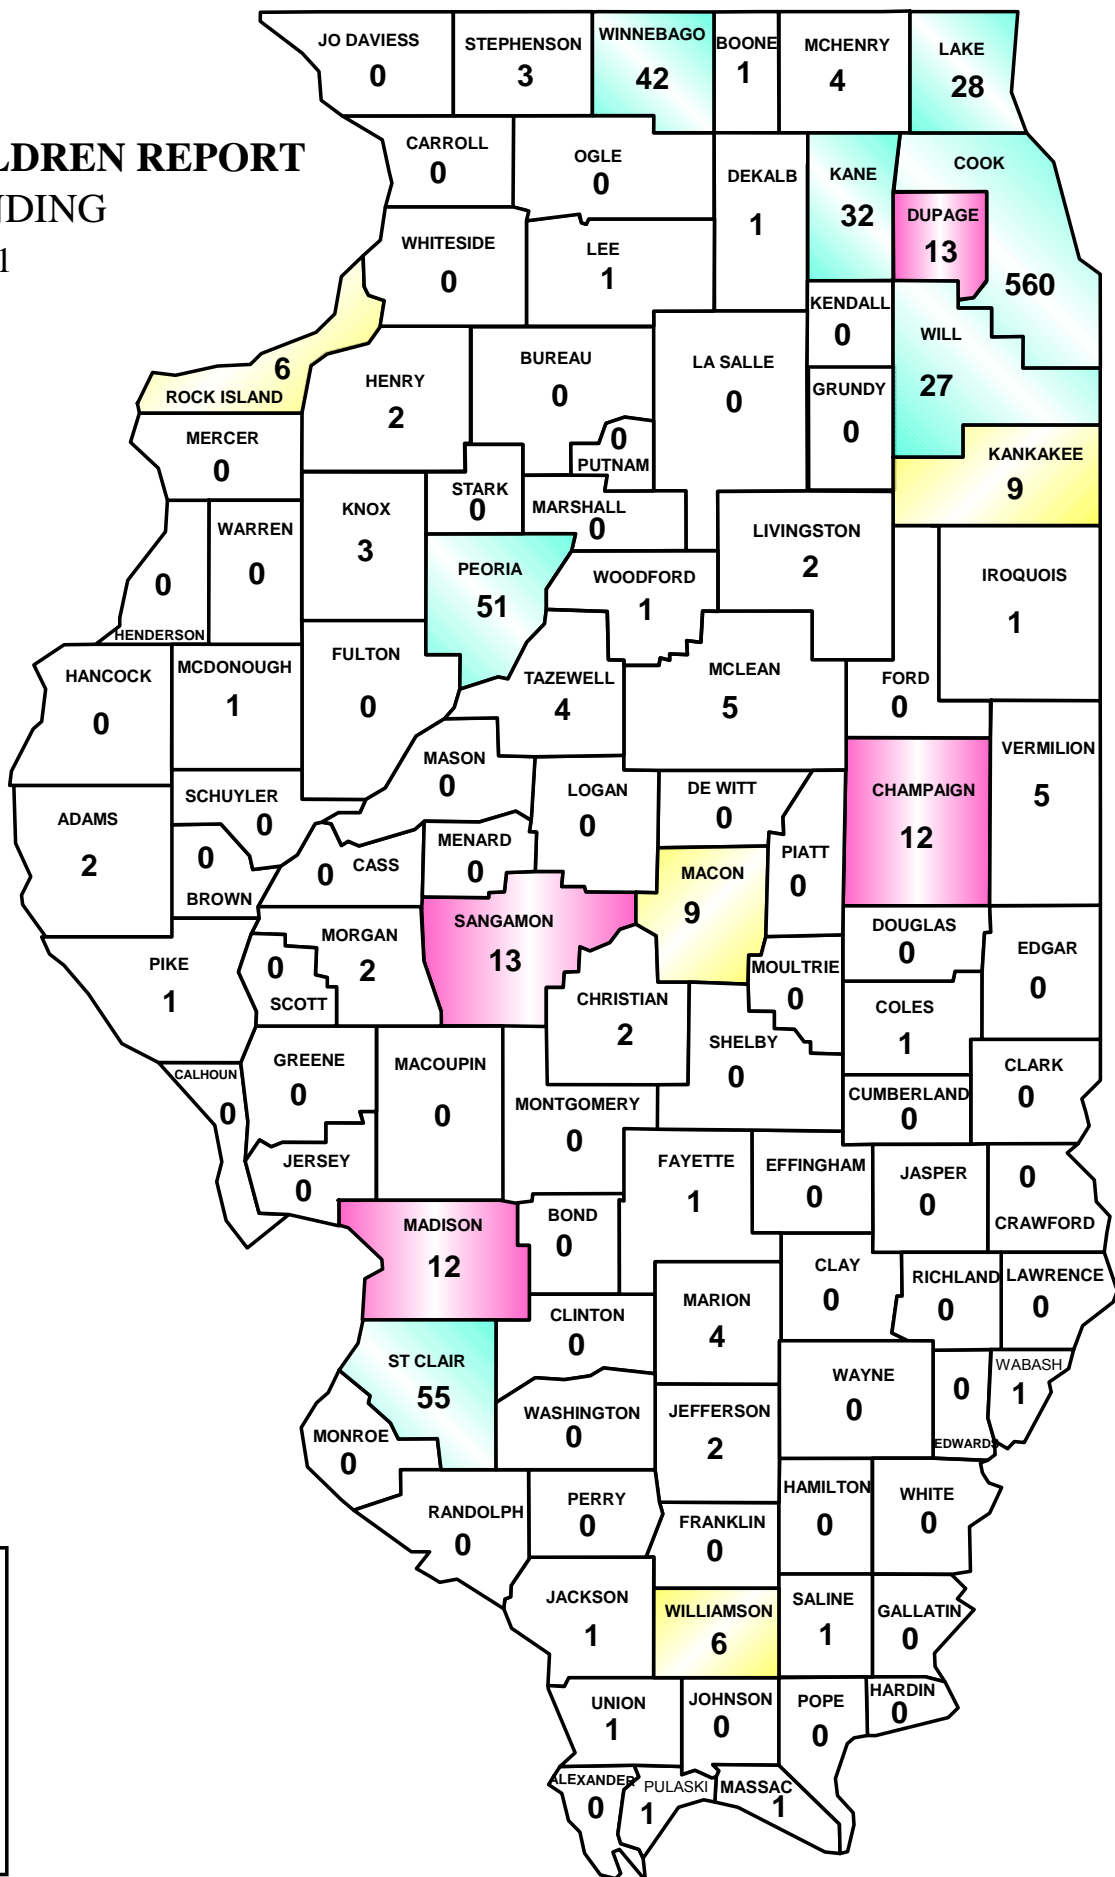 LDREN REPORT
NDING
1
JO DAVIESS
0
STEPHENSON
3
WINNEBAGO
42
BOONE
1
MCHENRY
4
LAKE
28
CARROLL
0
OGLE
0
DEKALB
1
KANE
32
COOK
560
DUPAGE
13
WHITESIDE
0
LEE
1
KENDALL
0
WILL
27
6
ROCK ISLAND
HENRY
2
BUREAU
0
LA SALLE
0
GRUNDY
0
0
PUTNAM
MERCER
0
KANKAKEE
9
STARK
0
KNOX
3
MARSHALL
0
WARREN
0
0
HENDERSON
LIVINGSTON
2
PEORIA
51
WOODFORD
1
IROQUOIS
1
HANCOCK
0
MCDONOUGH
1
FULTON
0
TAZEWELL
4
MCLEAN
5
FORD
0
VERMILION
5
MASON
0
LOGAN
0
DE WITT
0
CHAMPAIGN
12
ADAMS
2
SCHUYLER
0
0
BROWN
0
CASS
MENARD
0
PIATT
0
MACON
9
SANGAMON
13
DOUGLAS
0
EDGAR
0
PIKE
1
MORGAN
2
0
SCOTT
CHRISTIAN
2
MOULTRIE
0
COLES
1
SHELBY
0
GREENE
0
MACOUPIN
0
CALHOUN
0
MONTGOMERY
0
CUMBERLAND
0
CLARK
0
JERSEY
0
FAYETTE
1
EFFINGHAM
0
JASPER
0
0
CRAWFORD
MADISON
12
BOND
0
CLAY
0
RICHLAND
0
LAWRENCE
0
CLINTON
0
MARION
4
ST CLAIR
55
WAYNE
0
0
EDWARDS
WABASH
1
WASHINGTON
0
JEFFERSON
2
MONROE
0
HAMILTON
0
WHITE
0
RANDOLPH
0
PERRY
0
FRANKLIN
0
JACKSON
1
WILLIAMSON
6
SALINE
1
GALLATIN
0
UNION
1
JOHNSON
0
POPE
0
HARDIN
0
ALEXANDER
0
PULASKI
1
MASSAC
1